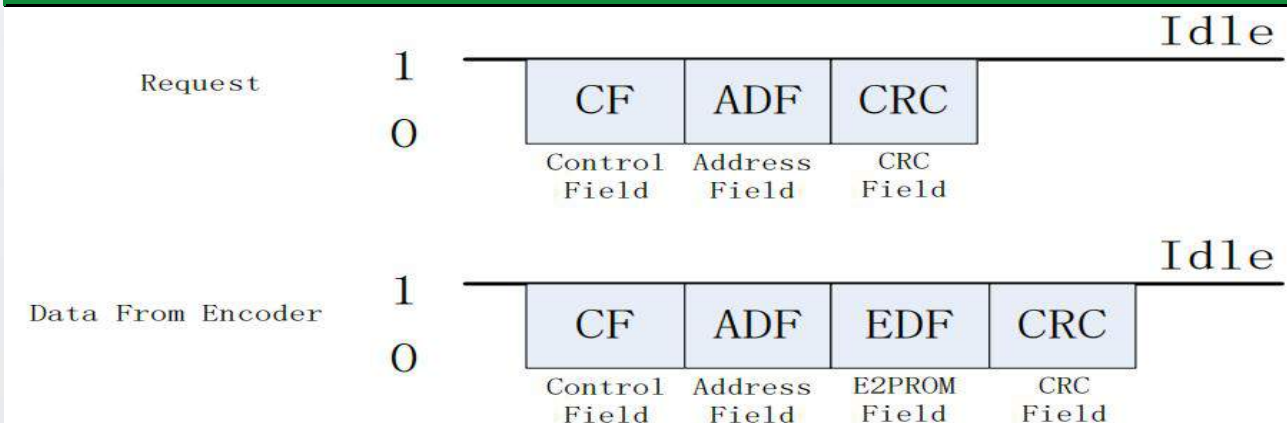 Idle
Request
1
0
CF ADF CRC
Control Address CRC
Field Field Field
Idle
Data From Encoder
1
0
CF ADF EDF CRC
Control Address E2PROM CRC
Field Field Field Field